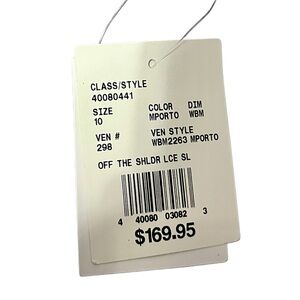 CLASS/STYLE
40080441
SIZE COLOR DIM
10 MPORTO WBM
VEN # VEN STYLE
298 WBM2263 MPORTO
OFF THE SHLDR LCE SL
4 40080 03082 3
$169.95